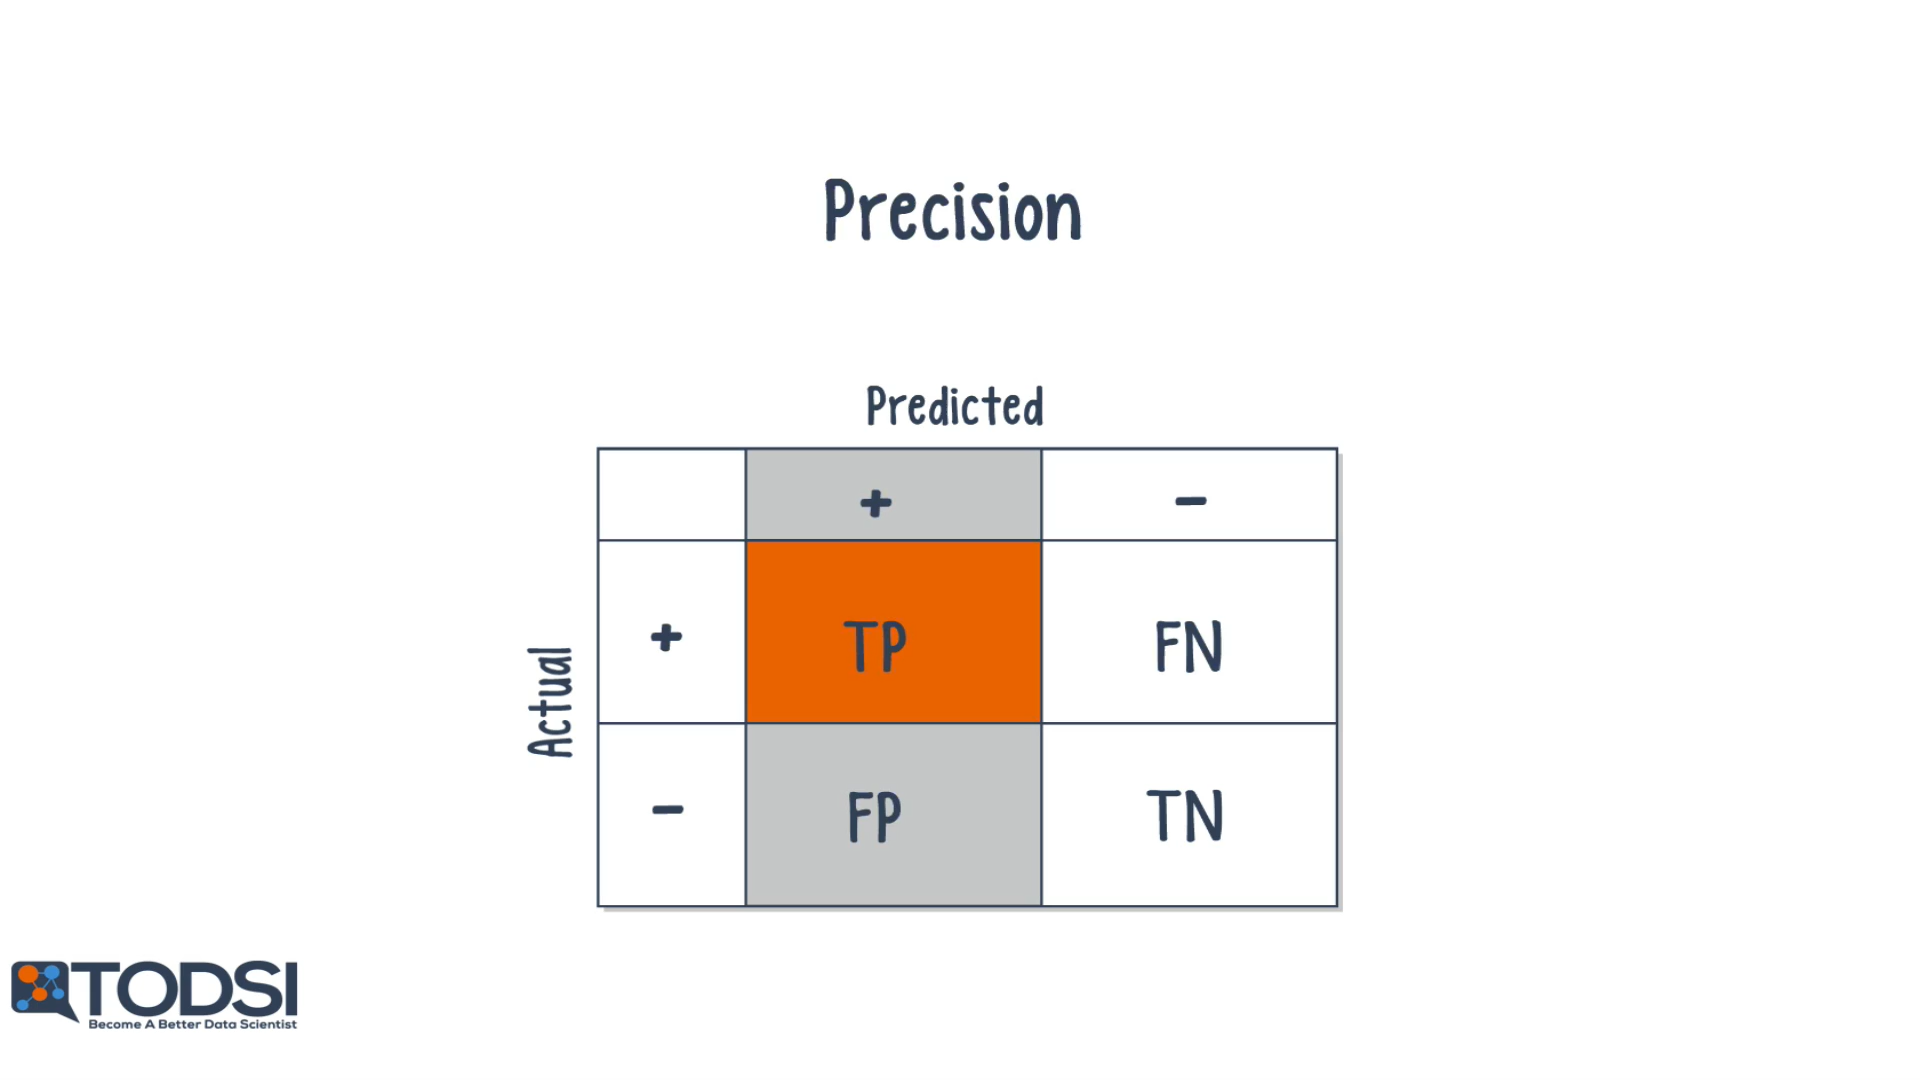 Precision
Predicted
+ -
Actual
+ TP FN
- FP TN
TODSI
Become A Better Data Scientist